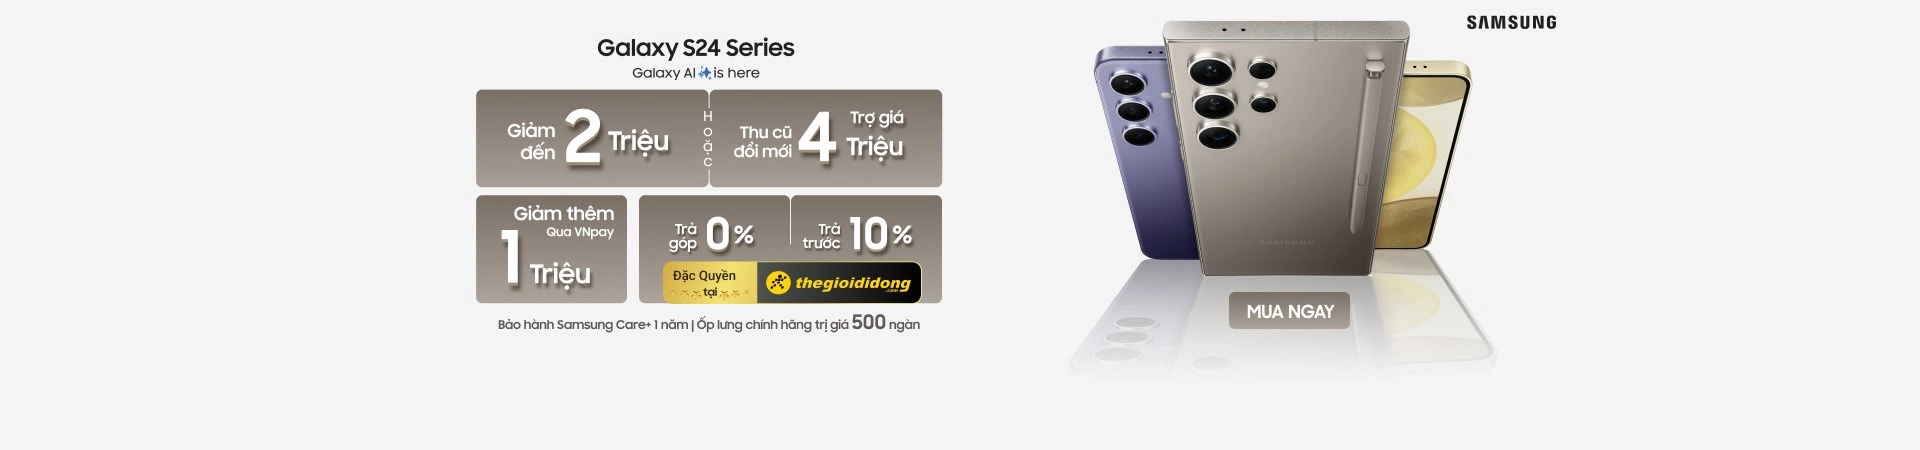 SAMSUNG
Galaxy S24 Series
Galaxy AI is here
Giảm
đến
2 Triệu
Hoặc
Thu cũ
đổi mới
4
Trợ giá
Triệu
Giảm thêm
Qua VNpay
1 Triệu
Trả
góp
0%
Trả
trước
10%
Đặc Quyền
tại
thegioididong
.com
Bảo hành Samsung Care+ 1 năm | Ốp lưng chính hãng trị giá 500 ngàn
SAMSUNG
MUA NGAY